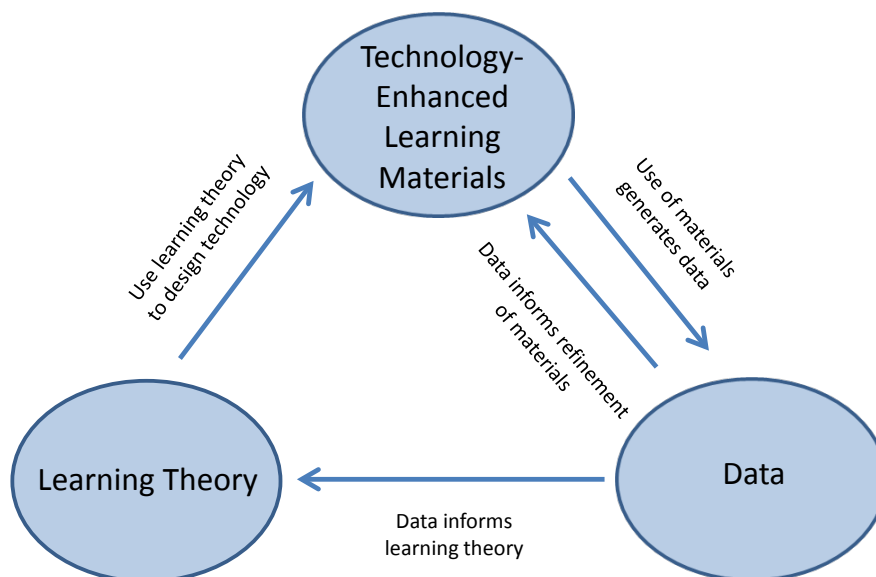 Technology-
Enhanced
Learning
Materials
Use learning theory
to design technology
Use of materials
generates data
Data informs refinement
of materials
Learning Theory
Data
Data informs
learning theory